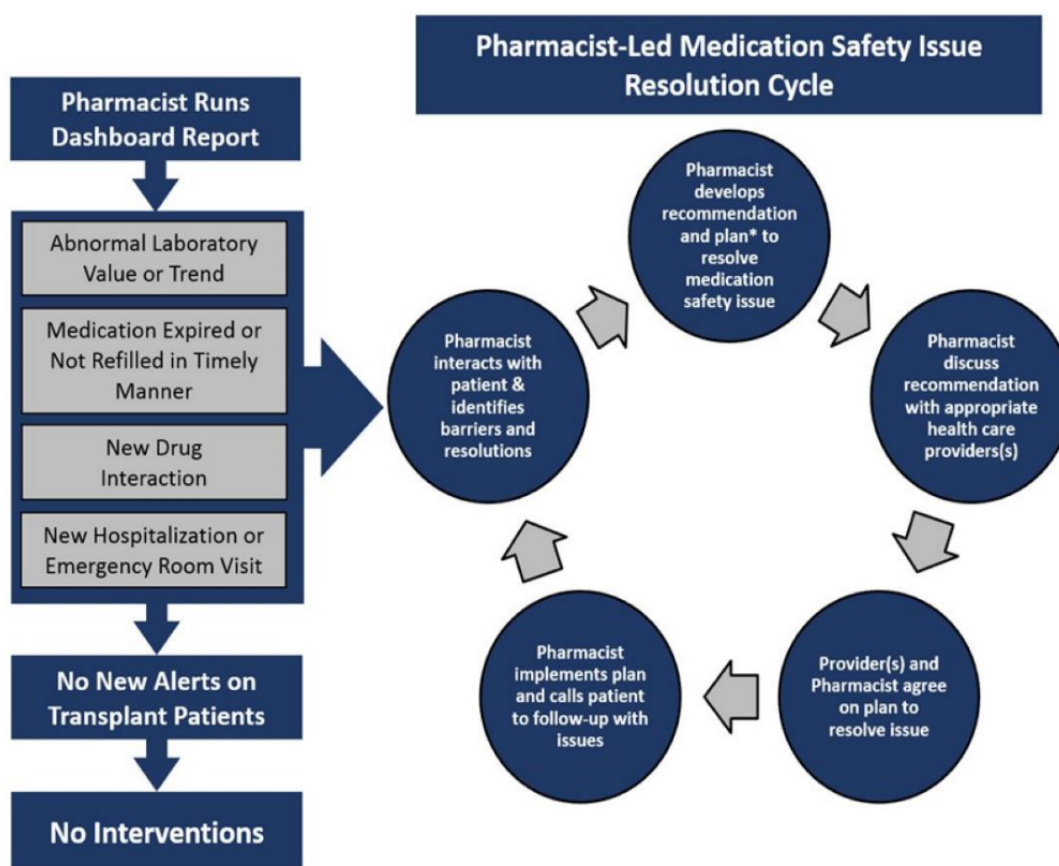 Pharmacist-Led Medication Safety Issue
Resolution Cycle
Pharmacist Runs
Dashboard Report
Abnormal Laboratory
Value or Trend
Medication Expired or
Not Refilled in Timely
Manner
New Drug
Interaction
New Hospitalization or
Emergency Room Visit
No New Alerts on
Transplant Patients
No Interventions
Pharmacist
interacts with
patient &
identifies
barriers and
resolutions
Pharmacist
develops
recommendation
and plan* to
resolve
medication
safety issue
Pharmacist
discuss
recommendation
with appropriate
health care
providers(s)
Provider(s) and
Pharmacist agree
on plan to
resolve issue
Pharmacist
implements plan
and calls patient
to follow-up with
issues